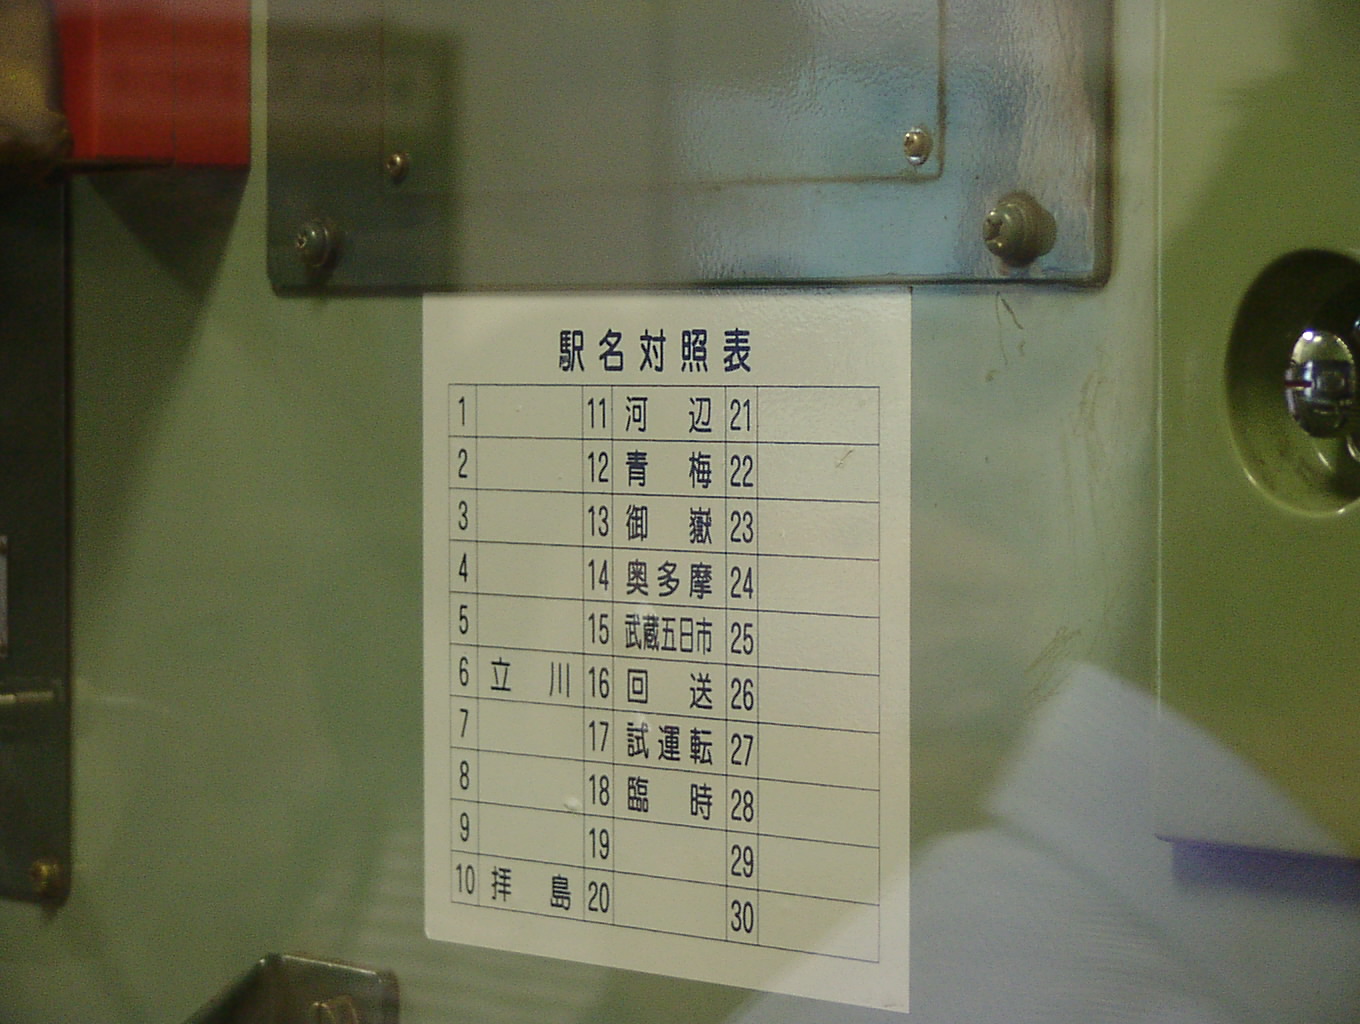 駅名対照表
1 11 河辺 21
2 12 青梅 22
3 13 御嶽 23
4 14 奥多摩 24
5 15 武蔵五日市 25
6 立川 16 回送 26
7 17 試運転 27
8 18 臨時 28
9 19 29
10 拝島 20 30